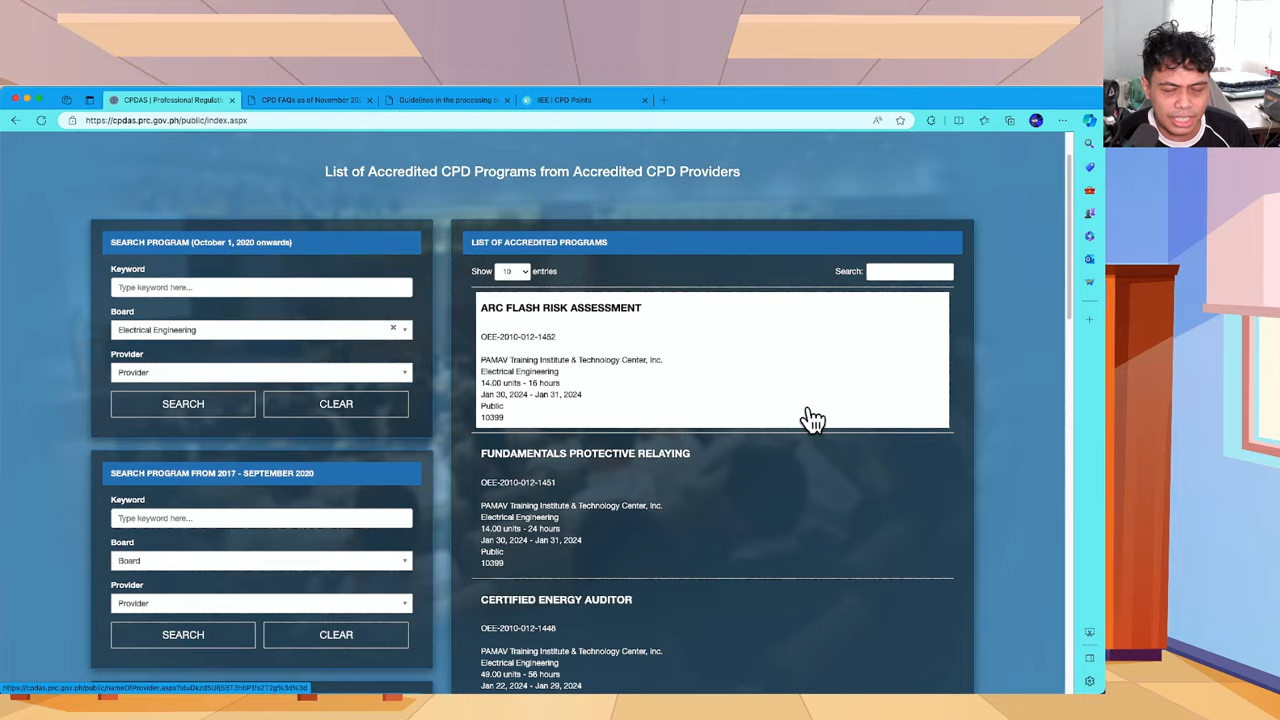 CPDAS | Professional Regulati
CPD FAQs as of November 202
Guidelines in the processing o
IIEE | CPD Points
https://cpdas.prc.gov.ph/public/index.aspx
List of Accredited CPD Programs from Accredited CPD Providers
SEARCH PROGRAM (October 1, 2020 onwards)
Keyword
Type keyword here...
Board
Electrical Engineering
Provider
Provider
SEARCH
CLEAR
SEARCH PROGRAM FROM 2017 - SEPTEMBER 2020
Keyword
Type keyword here...
Board
Board
Provider
Provider
SEARCH
CLEAR
LIST OF ACCREDITED PROGRAMS
Show 10 entries
Search:
ARC FLASH RISK ASSESSMENT
OEE-2010-012-1452
PAMAV Training Institute & Technology Center, Inc.
Electrical Engineering
14.00 units - 16 hours
Jan 30, 2024 - Jan 31, 2024
Public
10399
FUNDAMENTALS PROTECTIVE RELAYING
OEE-2010-012-1451
PAMAV Training Institute & Technology Center, Inc.
Electrical Engineering
14.00 units - 24 hours
Jan 30, 2024 - Jan 31, 2024
Public
10399
CERTIFIED ENERGY AUDITOR
OEE-2010-012-1448
PAMAV Training Institute & Technology Center, Inc.
Electrical Engineering
49.00 units - 56 hours
Jan 22, 2024 - Jan 29, 2024